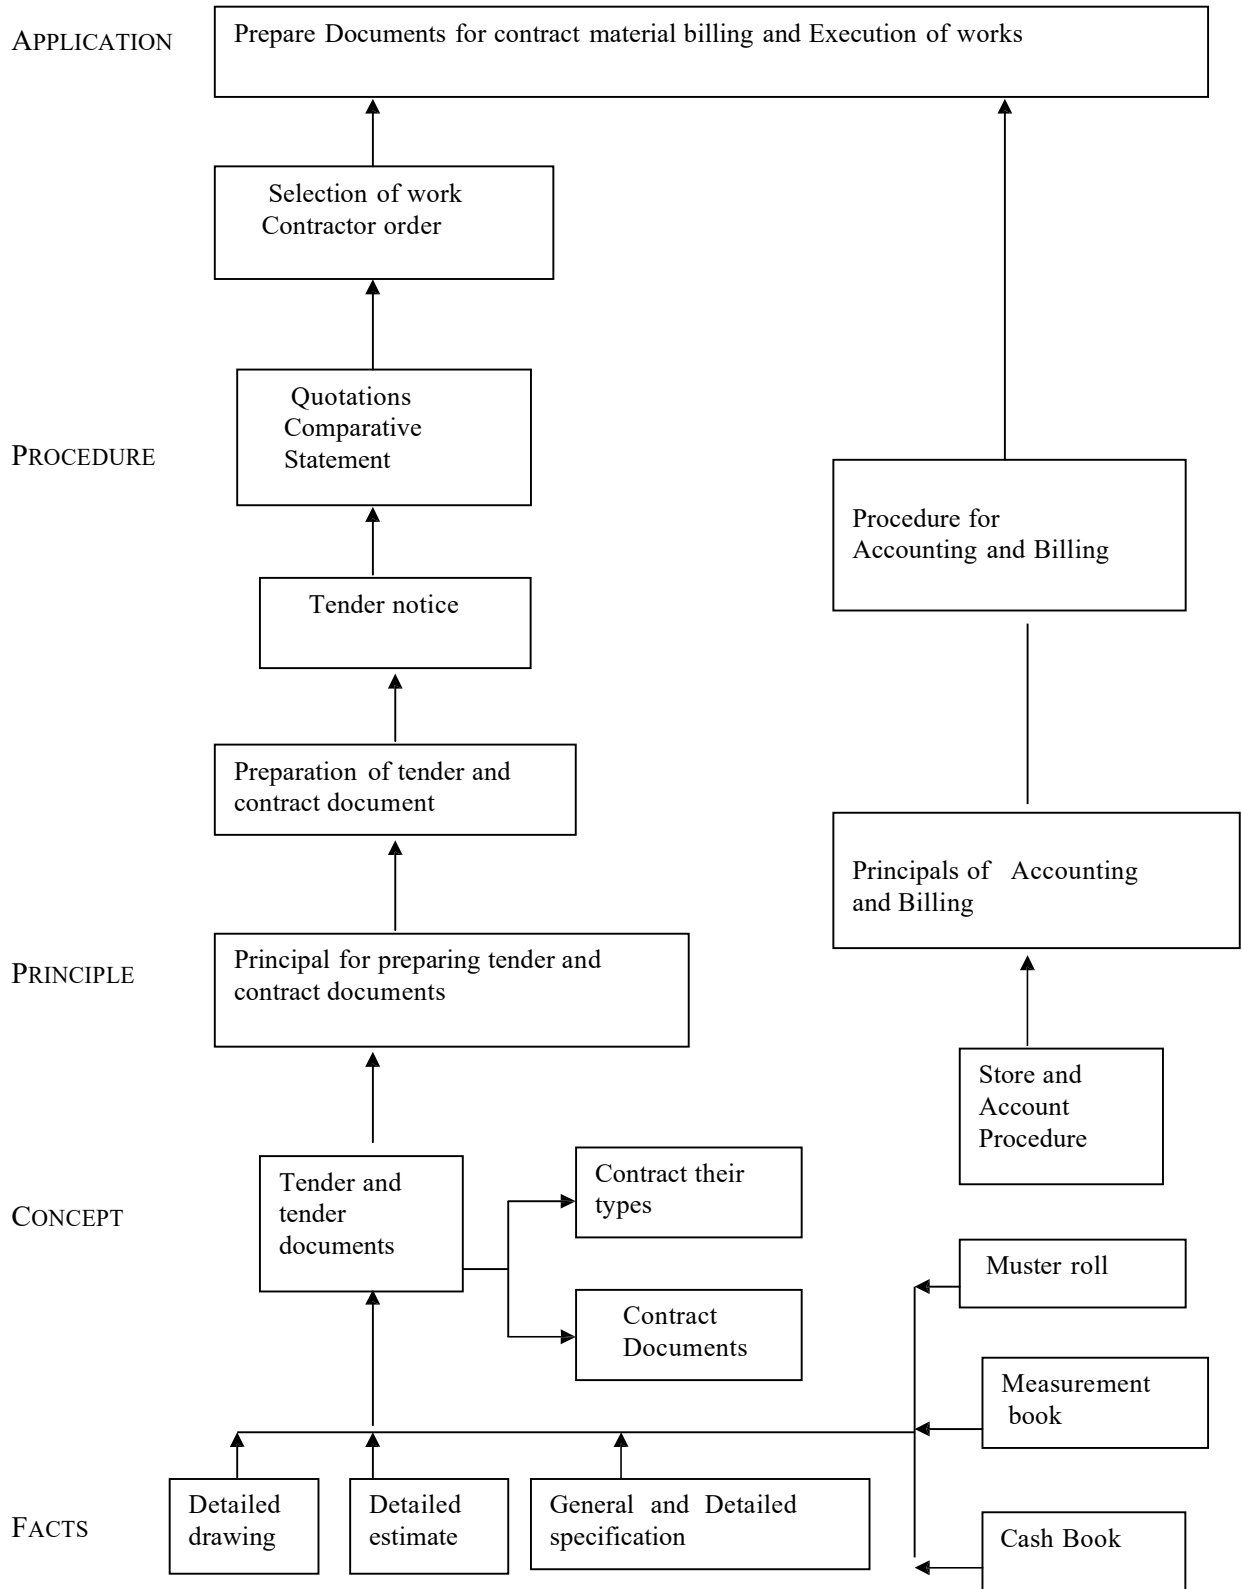 APPLICATION
Prepare Documents for contract material billing and Execution of works
Selection of work
Contractor order
Quotations
Comparative
Statement
PROCEDURE
Procedure for
Accounting and Billing
Tender notice
Preparation of tender and
contract document
Principals of Accounting
and Billing
PRINCIPLE
Principal for preparing tender and
contract documents
Store and
Account
Procedure
CONCEPT
Tender and
tender
documents
Contract their
types
Contract
Documents
Muster roll
Measurement
book
FACTS
Detailed
drawing
Detailed
estimate
General and Detailed
specification
Cash Book